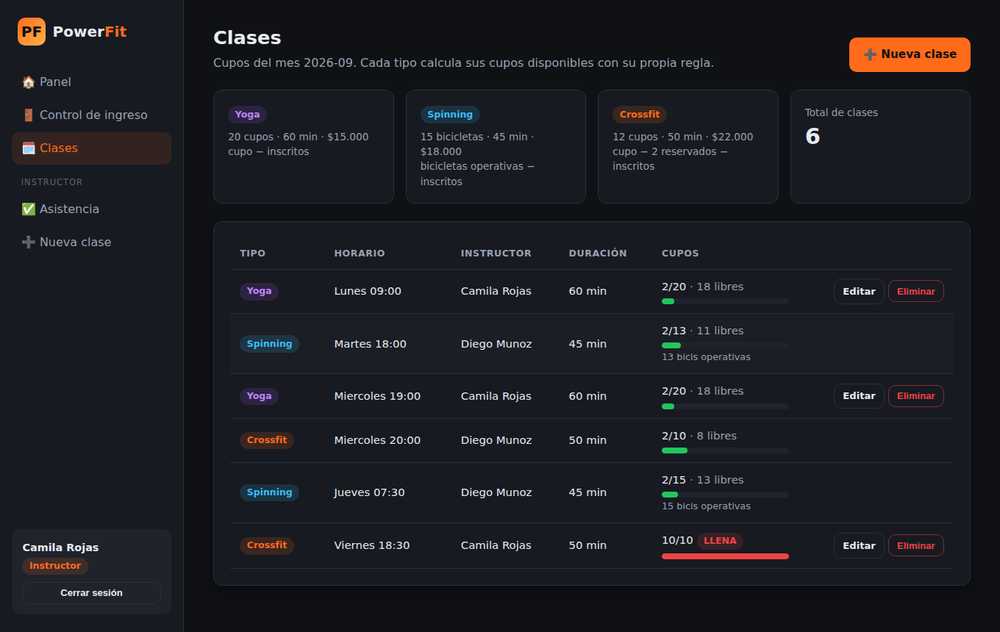 PF PowerFit
🏠 Panel
🚪 Control de ingreso
🗓️ Clases
INSTRUCTOR
✅ Asistencia
➕ Nueva clase
Camila Rojas
Instructor
Cerrar sesión
Clases
Cupos del mes 2026-09. Cada tipo calcula sus cupos disponibles con su propia regla.
➕ Nueva clase
Yoga
20 cupos · 60 min · $15.000
cupo − inscritos
Spinning
15 bicicletas · 45 min ·
$18.000
bicicletas operativas −
inscritos
Crossfit
12 cupos · 50 min · $22.000
cupo − 2 reservados −
inscritos
Total de clases
6
TIPO HORARIO INSTRUCTOR DURACIÓN CUPOS
Yoga Lunes 09:00 Camila Rojas 60 min 2/20 · 18 libres Editar Eliminar
Spinning Martes 18:00 Diego Munoz 45 min 2/13 · 11 libres
13 bicis operativas
Yoga Miercoles 19:00 Camila Rojas 60 min 2/20 · 18 libres Editar Eliminar
Crossfit Miercoles 20:00 Diego Munoz 50 min 2/10 · 8 libres
Spinning Jueves 07:30 Diego Munoz 45 min 2/15 · 13 libres
15 bicis operativas
Crossfit Viernes 18:30 Camila Rojas 50 min 10/10 LLENA Editar Eliminar